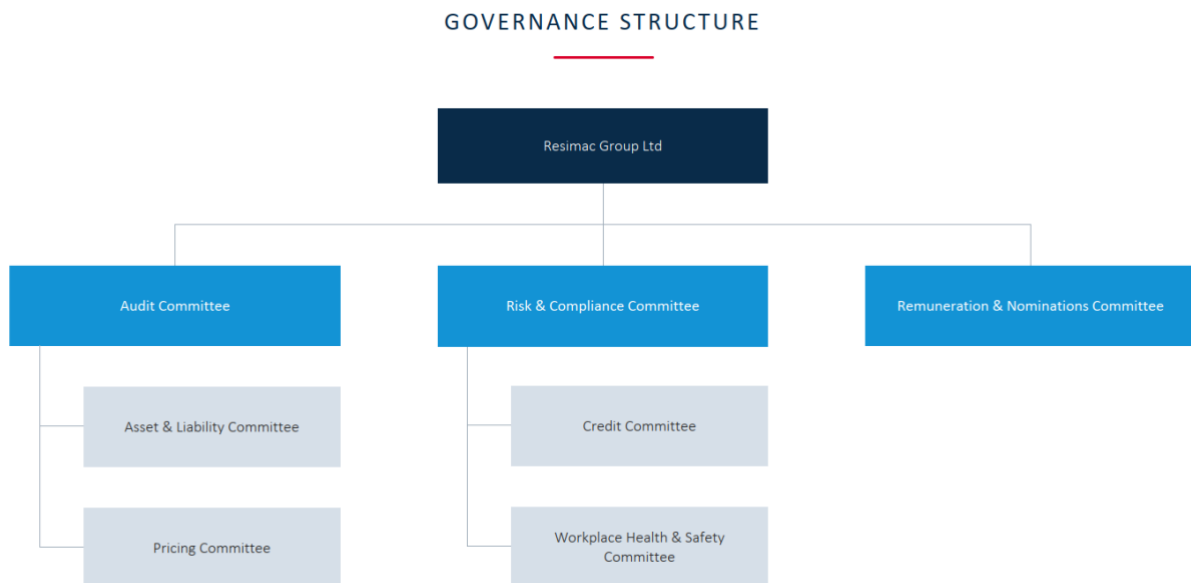 GOVERNANCE STRUCTURE
Resimac Group Ltd
Audit Committee
Risk & Compliance Committee
Remuneration & Nominations Committee
Asset & Liability Committee
Credit Committee
Pricing Committee
Workplace Health & Safety
Committee